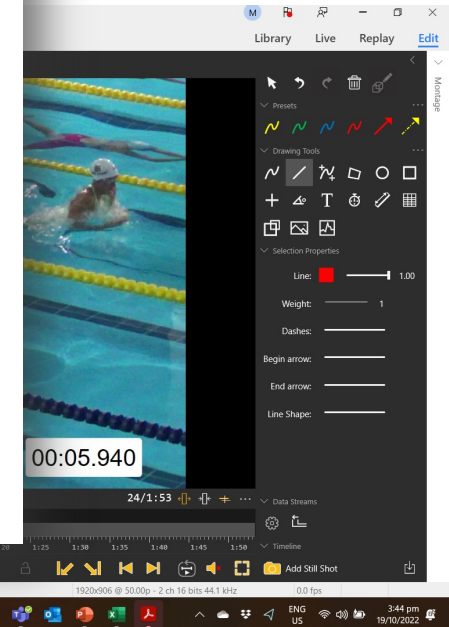 M
Library Live Replay Edit
Montage
Presets
Drawing Tools
T
Selection Properties
Line: 1.00
Weight: 1
Dashes:
Begin arrow:
End arrow:
Line Shape:
00:05.940
24/1:53
Data Streams
20 1:25 1:30 1:35 1:40 1:45 1:50
Timeline
Add Still Shot
1920x906 @ 50.00p - 2 ch 16 bits 44.1 kHz 0.0 fps
ENG 3:44 pm
US 19/10/2022